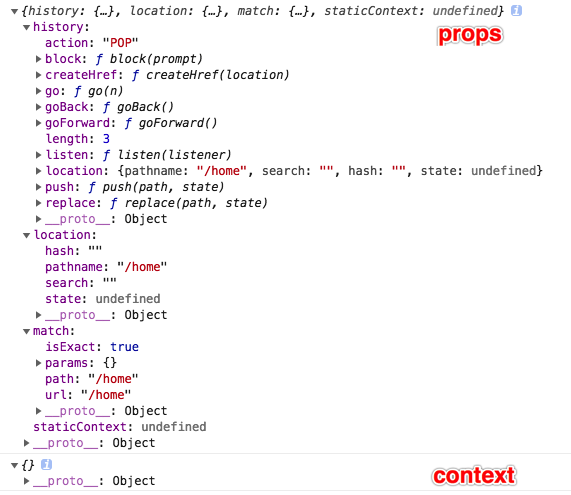 {history: {…}, location: {…}, match: {…}, staticContext: undefined} i
history: props
action: "POP"
block: ƒ block(prompt)
createHref: ƒ createHref(location)
go: ƒ go(n)
goBack: ƒ goBack()
goForward: ƒ goForward()
length: 3
listen: ƒ listen(listener)
location: {pathname: "/home", search: "", hash: "", state: undefined}
push: ƒ push(path, state)
replace: ƒ replace(path, state)
__proto__: Object
location:
hash: ""
pathname: "/home"
search: ""
state: undefined
__proto__: Object
match:
isExact: true
params: {}
path: "/home"
url: "/home"
__proto__: Object
staticContext: undefined
__proto__: Object
{} i
__proto__: Object context